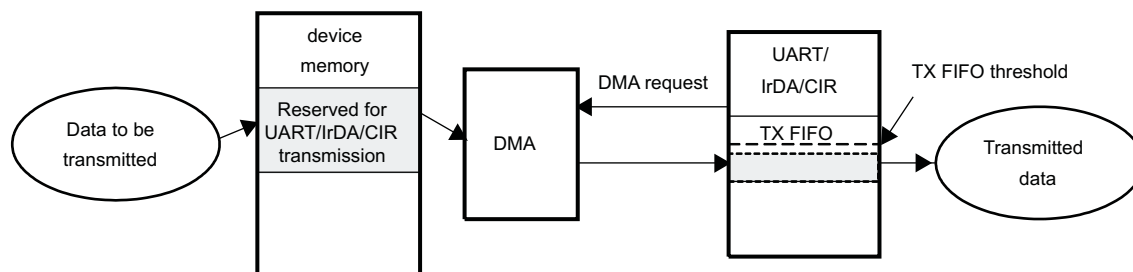 Data to be
transmitted
device
memory
Reserved for
UART/IrDA/CIR
transmission
DMA
DMA request
UART/
IrDA/CIR
TX FIFO
TX FIFO threshold
Transmitted
data